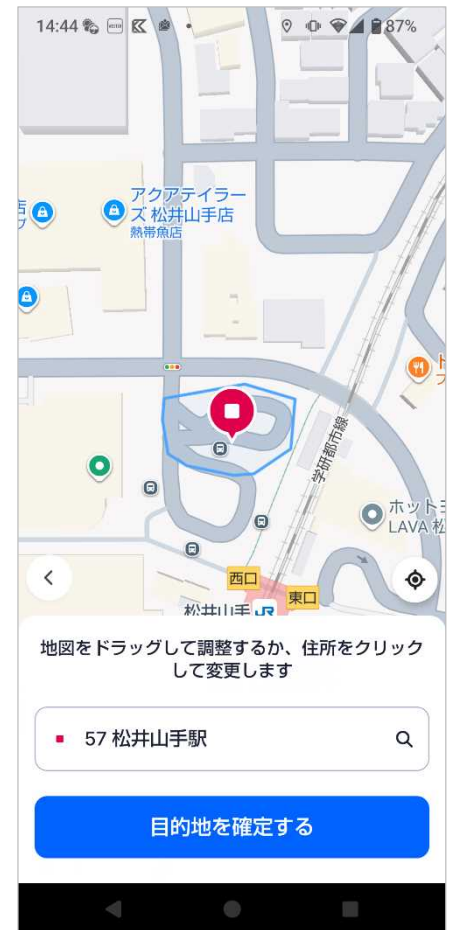 14:44
87%
アクアテイラー
ズ 松井山手店
熱帯魚店
店
ト
フ
学研都市線
ホットヨ
LAVA 松
西口
東口
松井山手
地図をドラッグして調整するか、住所をクリック
して変更します
57 松井山手駅
目的地を確定する